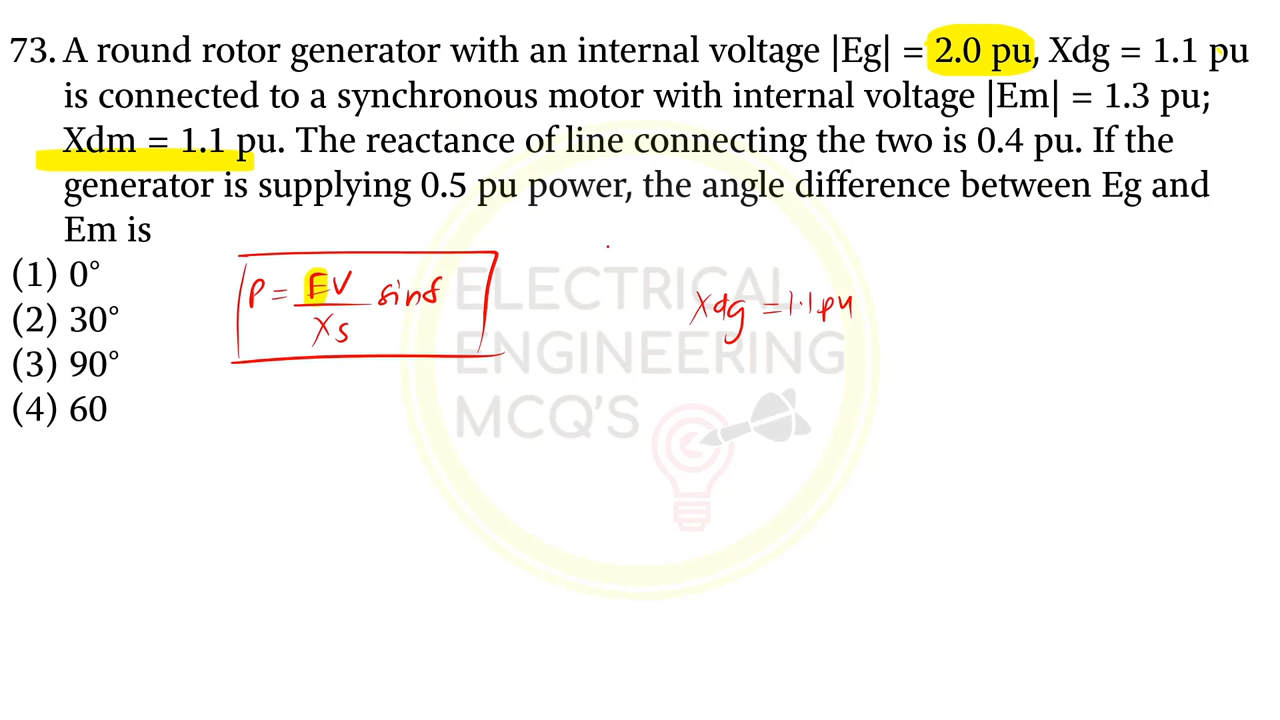 73. A round rotor generator with an internal voltage |Eg| = 2.0 pu, Xdg = 1.1 pu
is connected to a synchronous motor with internal voltage |Em| = 1.3 pu;
Xdm = 1.1 pu. The reactance of line connecting the two is 0.4 pu. If the
generator is supplying 0.5 pu power, the angle difference between Eg and
Em is
(1) 0°
(2) 30°
(3) 90°
(4) 60
P = EV / Xs sinδ
Xdg = 1.1 pu
ELECTRICAL
ENGINEERING
MCQ'S